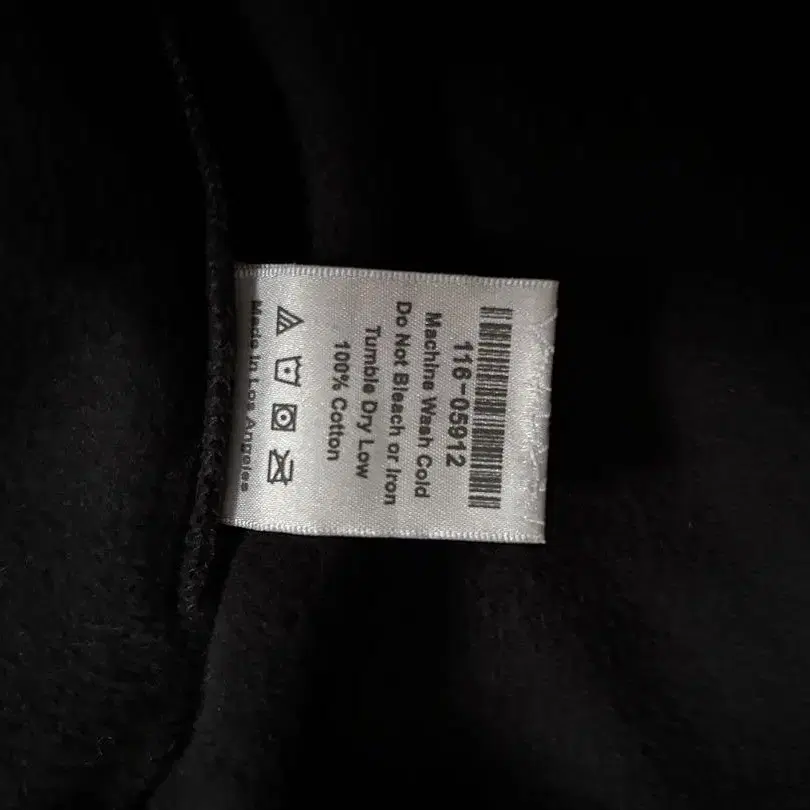 116-05912
Machine Wash Cold
Do Not Bleach or Iron
Tumble Dry Low
100% Cotton
Made in Los Angeles